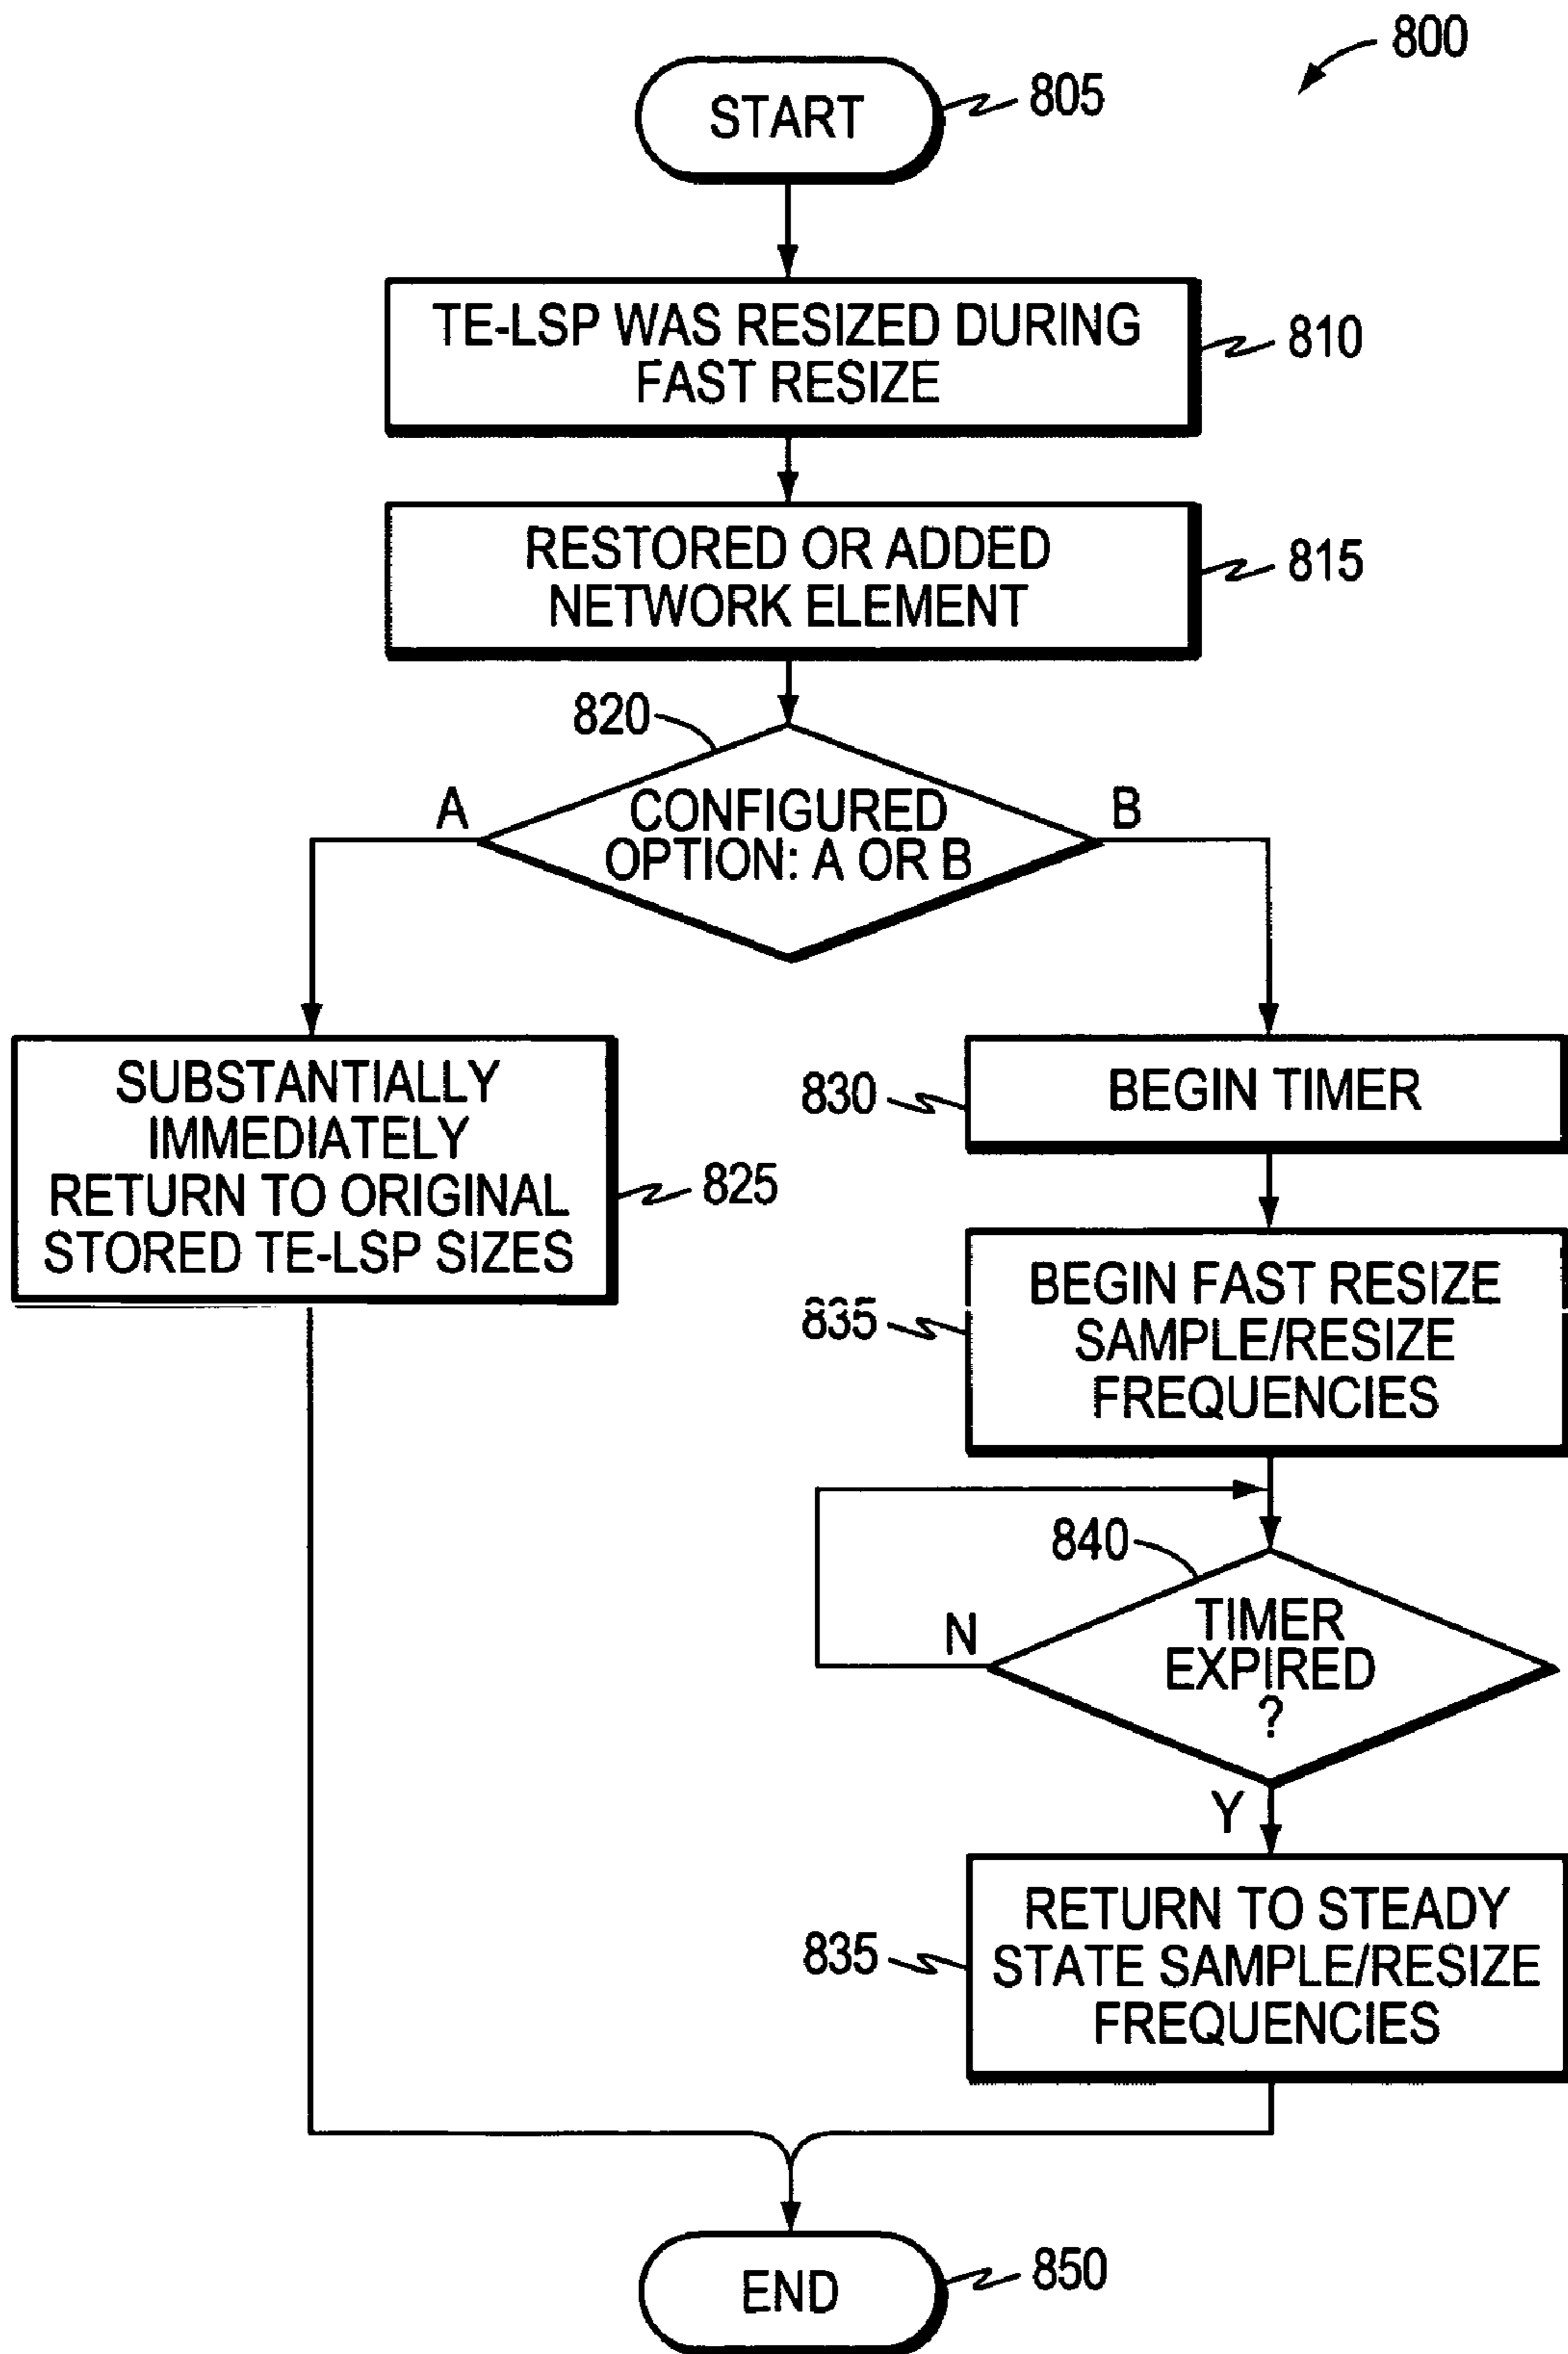 800
START
805
TE-LSP WAS RESIZED DURING
FAST RESIZE
810
RESTORED OR ADDED
NETWORK ELEMENT
815
820
A
CONFIGURED
OPTION: A OR B
B
SUBSTANTIALLY
IMMEDIATELY
RETURN TO ORIGINAL
STORED TE-LSP SIZES
825
830
BEGIN TIMER
835
BEGIN FAST RESIZE
SAMPLE/RESIZE
FREQUENCIES
840
N
TIMER
EXPIRED
?
Y
835
RETURN TO STEADY
STATE SAMPLE/RESIZE
FREQUENCIES
END
850